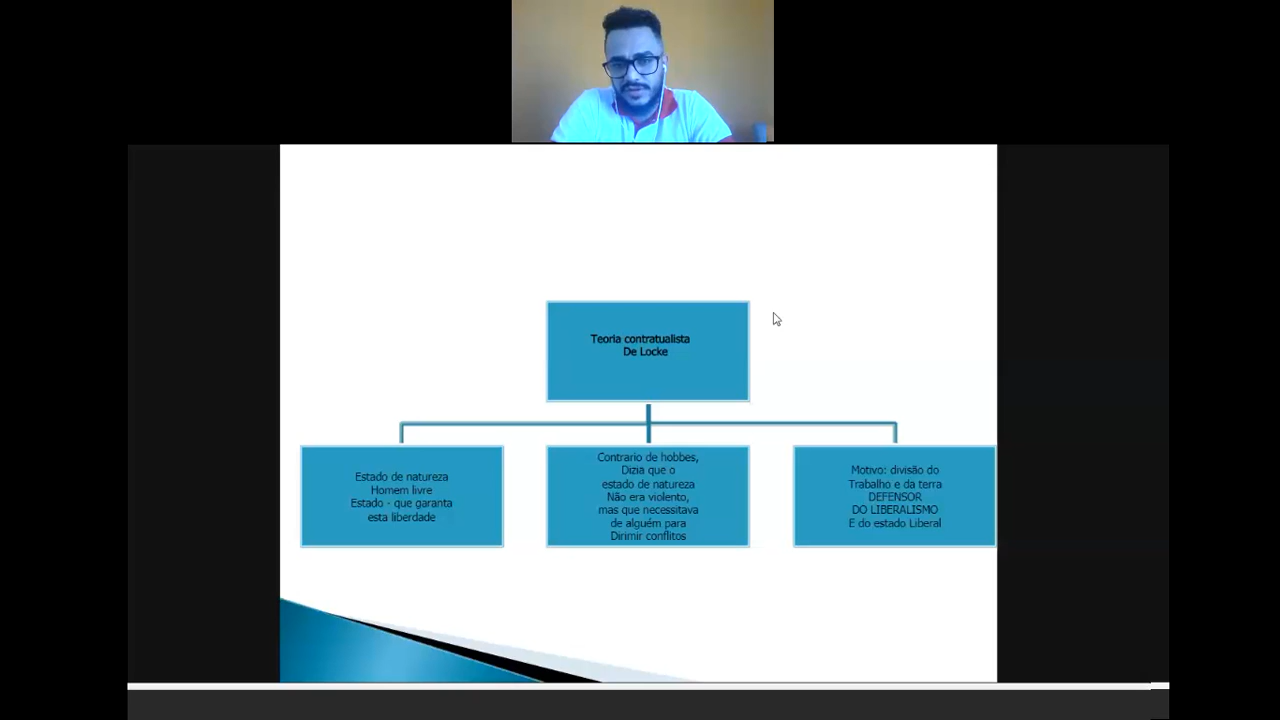 Teoria contratualista
De Locke
Estado de natureza
Homem livre
Estado - que garanta
esta liberdade
Contrario de hobbes,
Dizia que o
estado de natureza
Não era violento,
mas que necessitava
de alguém para
Dirimir conflitos
Motivo: divisão do
Trabalho e da terra
DEFENSOR
DO LIBERALISMO
E do estado Liberal